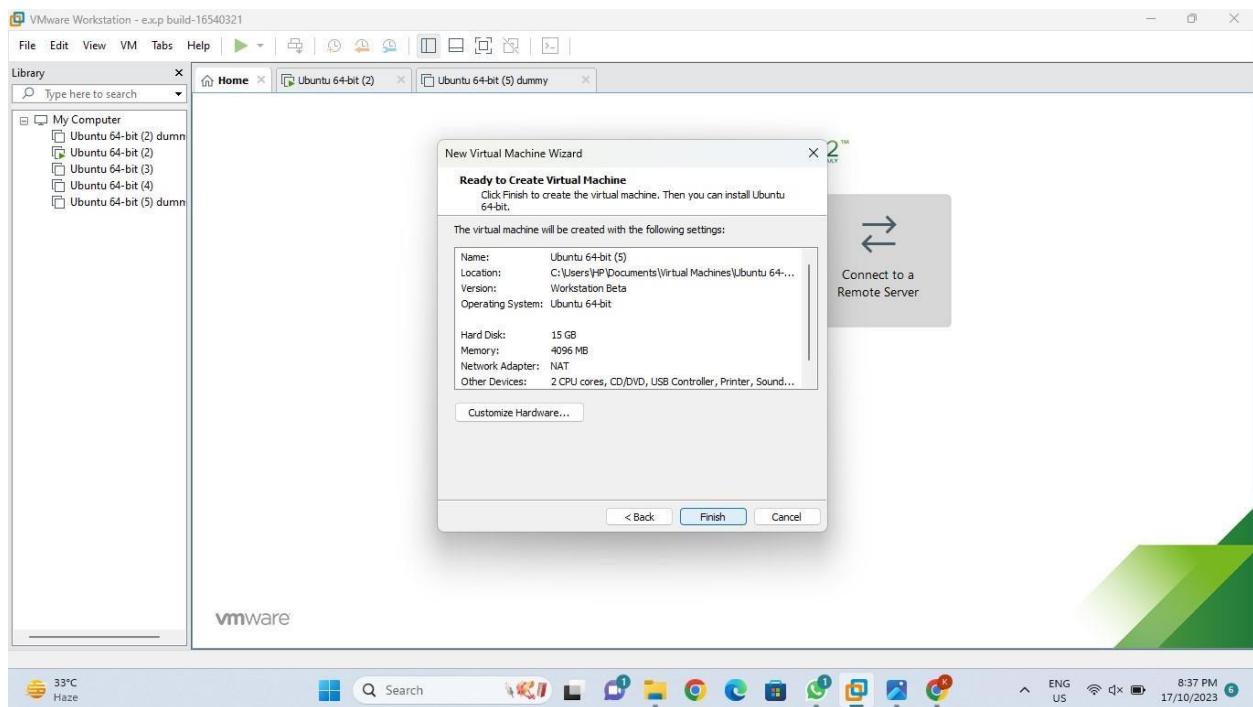 VMware Workstation - e.x.p build-16540321
File Edit View VM Tabs Help
Library
Type here to search
My Computer
Ubuntu 64-bit (2) dumm
Ubuntu 64-bit (2)
Ubuntu 64-bit (3)
Ubuntu 64-bit (4)
Ubuntu 64-bit (5) dumm
Home
Ubuntu 64-bit (2)
Ubuntu 64-bit (5) dummy
2™
New Virtual Machine Wizard
Ready to Create Virtual Machine
Click Finish to create the virtual machine. Then you can install Ubuntu
64-bit.
The virtual machine will be created with the following settings:
Name: Ubuntu 64-bit (5)
Location: C:\Users\HP\Documents\Virtual Machines\Ubuntu 64-...
Version: Workstation Beta
Operating System: Ubuntu 64-bit
Hard Disk: 15 GB
Memory: 4096 MB
Network Adapter: NAT
Other Devices: 2 CPU cores, CD/DVD, USB Controller, Printer, Sound...
Customize Hardware...
< Back Finish Cancel
Connect to a
Remote Server
vmware
33°C
Haze
Search
1
1
K
ENG
US
8:37 PM
17/10/2023
6